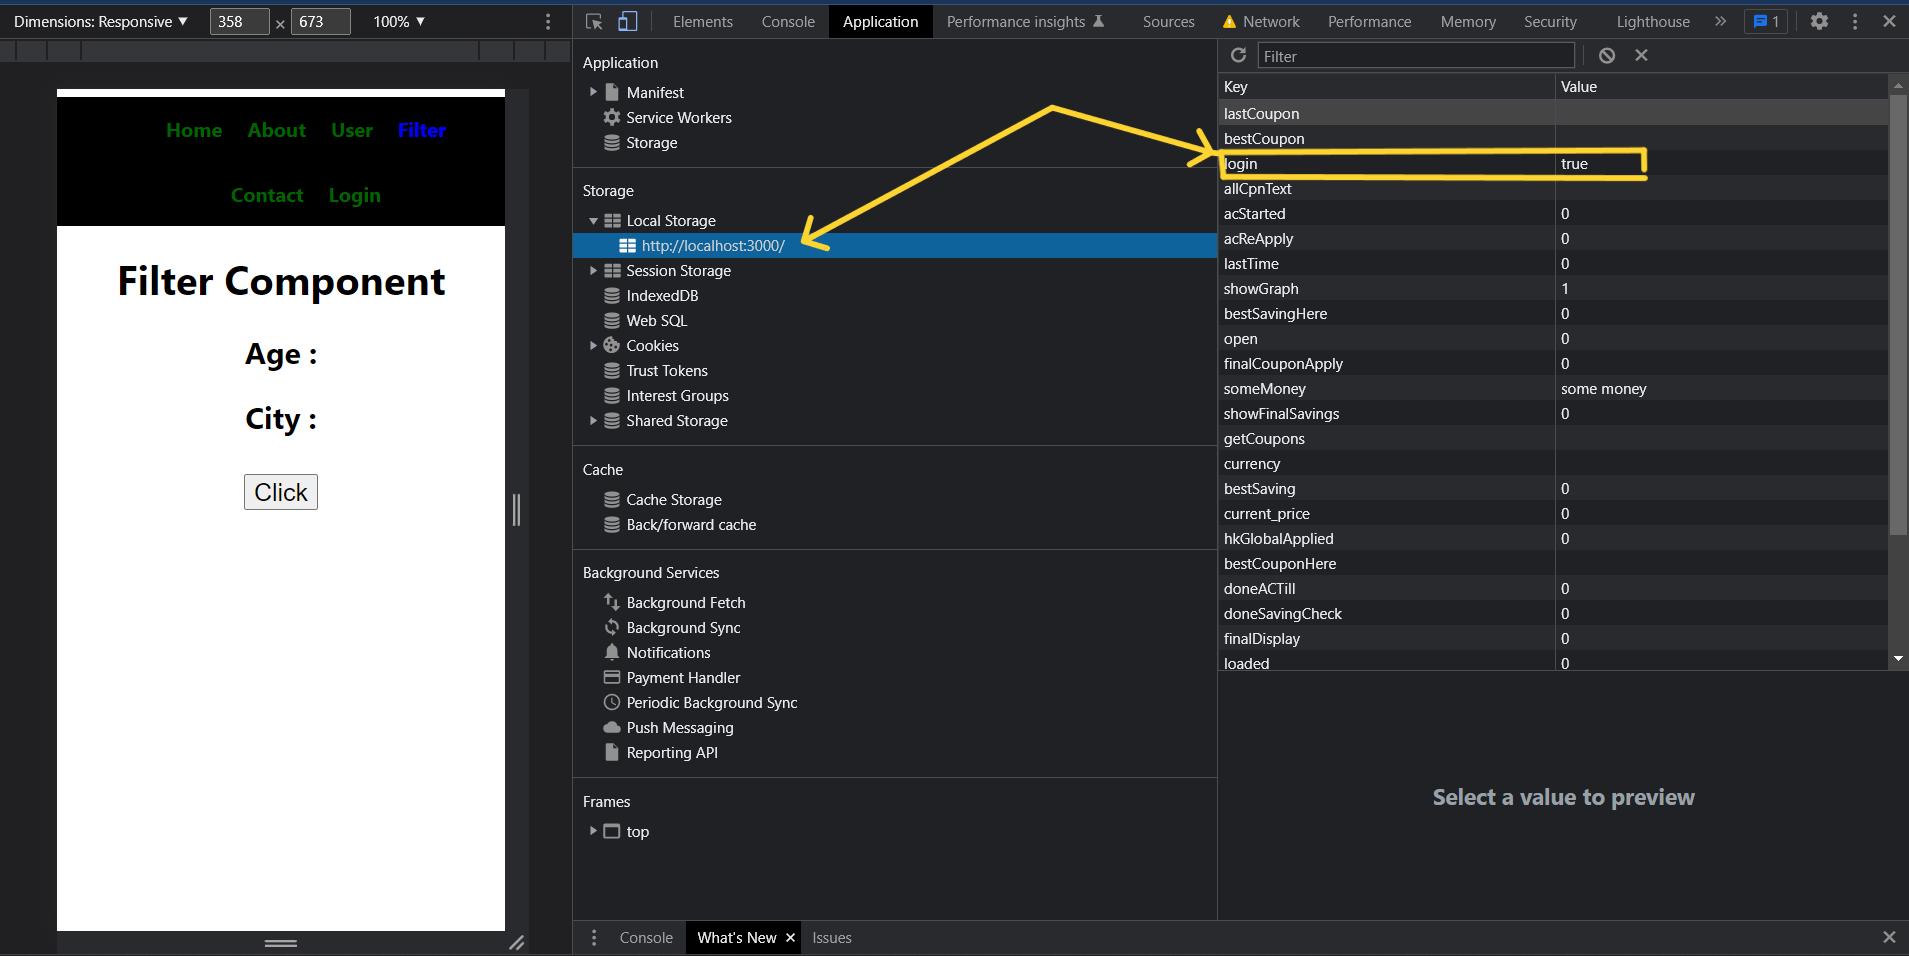 Dimensions: Responsive ▼ 358 × 673 100% ▼
Elements Console Application Performance insights Sources Network Performance Memory Security Lighthouse » 1
Home About User Filter
Contact Login
Filter Component
Age :
City :
Click
Application
Manifest
Service Workers
Storage
Storage
Local Storage
http://localhost:3000/
Session Storage
IndexedDB
Web SQL
Cookies
Trust Tokens
Interest Groups
Shared Storage
Cache
Cache Storage
Back/forward cache
Background Services
Background Fetch
Background Sync
Notifications
Payment Handler
Periodic Background Sync
Push Messaging
Reporting API
Frames
top
Filter
Key Value
lastCoupon
bestCoupon
login true
allCpnText
acStarted 0
acReApply 0
lastTime 0
showGraph 1
bestSavingHere 0
open 0
finalCouponApply 0
someMoney some money
showFinalSavings 0
getCoupons
currency
bestSaving 0
current_price 0
hkGlobalApplied 0
bestCouponHere
doneACTill 0
doneSavingCheck 0
finalDisplay 0
loaded 0
Select a value to preview
Console What's New Issues